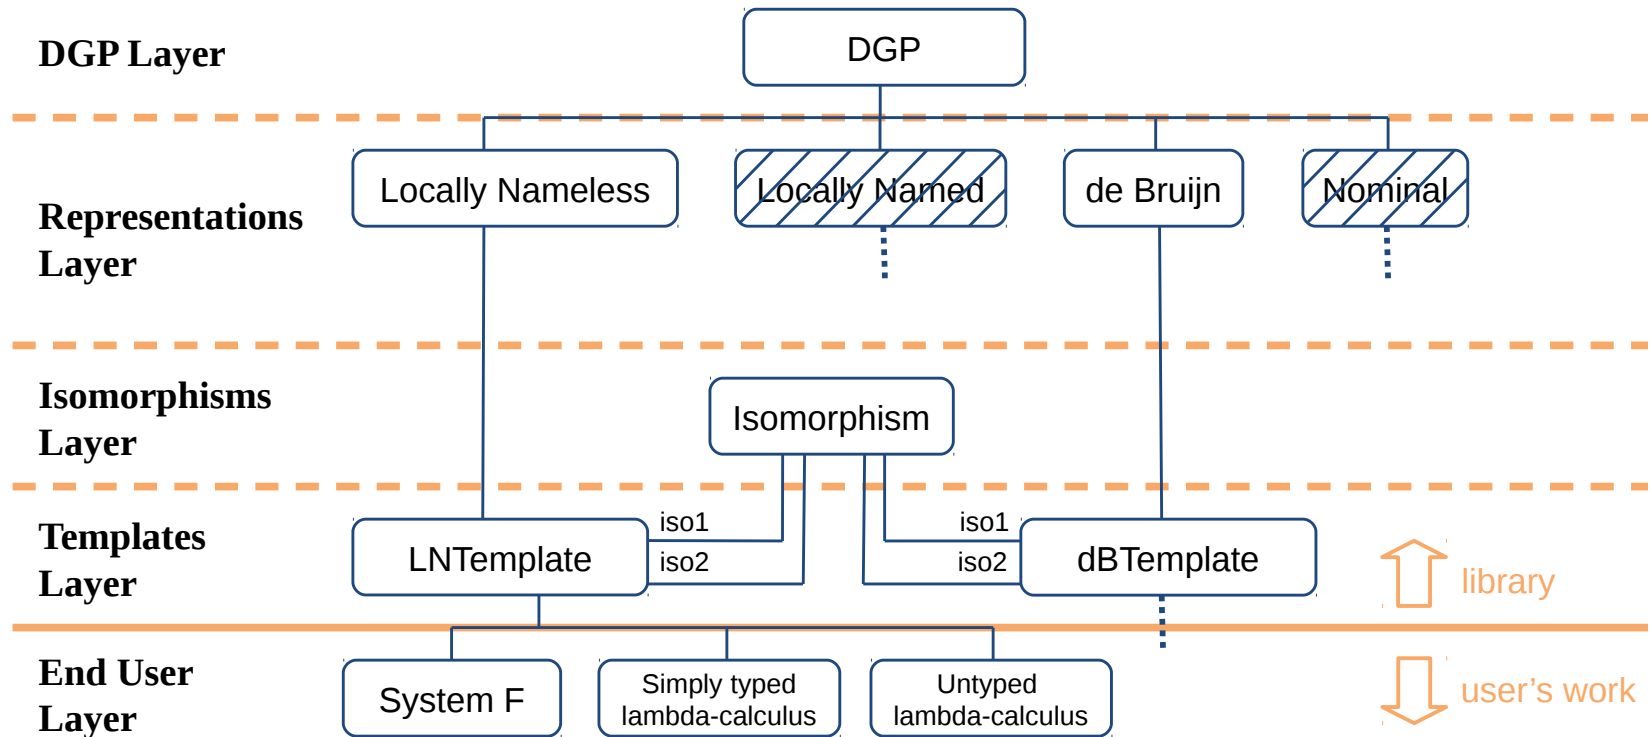 DGP Layer
DGP
Representations
Layer
Locally Nameless
Locally Named
de Bruijn
Nominal
Isomorphisms
Layer
Isomorphism
Templates
Layer
LNTemplate
iso1
iso2
iso1
iso2
dBTemplate
library
End User
Layer
System F
Simply typed
lambda-calculus
Untyped
lambda-calculus
user’s work